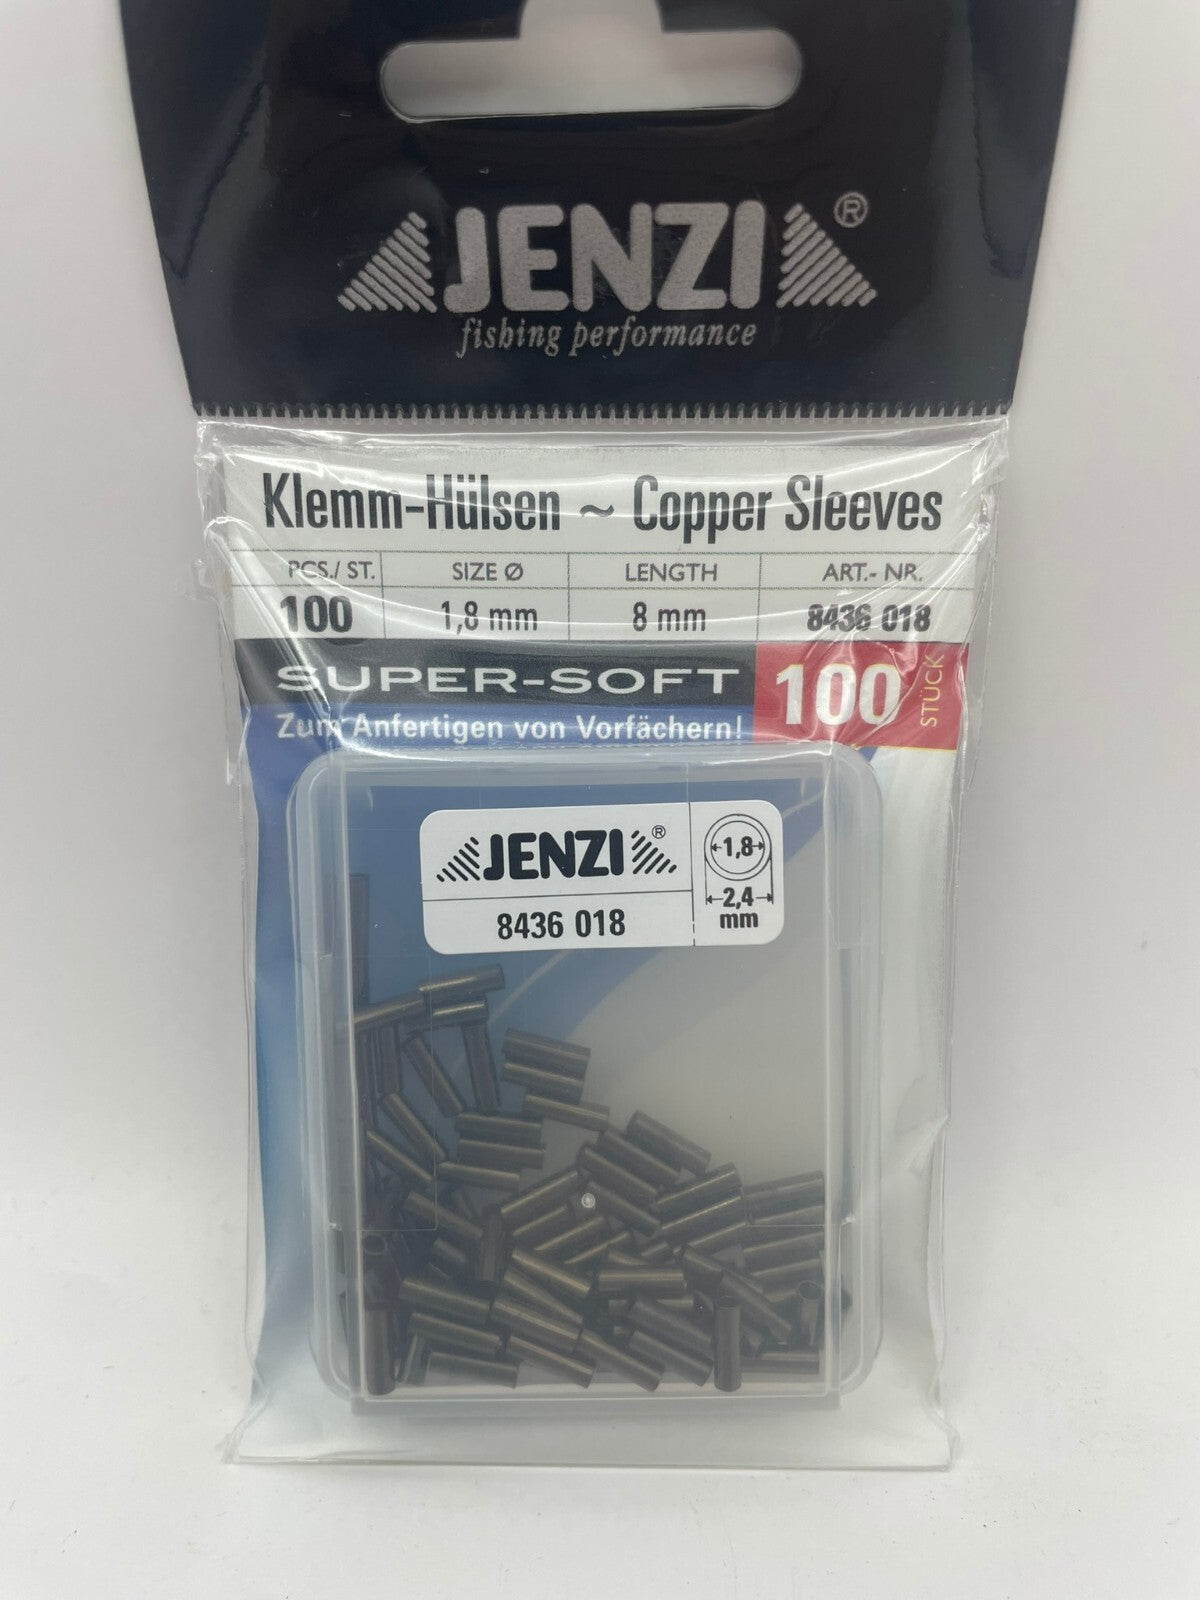 JENZI®
fishing performance
Klemm-Hülsen ~ Copper Sleeves
PCS./ ST. SIZE Ø LENGTH ART.- NR.
100 1,8 mm 8 mm 8436 018
SUPER-SOFT
Zum Anfertigen von Vorfächern!
100 STÜCK
JENZI®
8436 018
1,8
2,4
mm